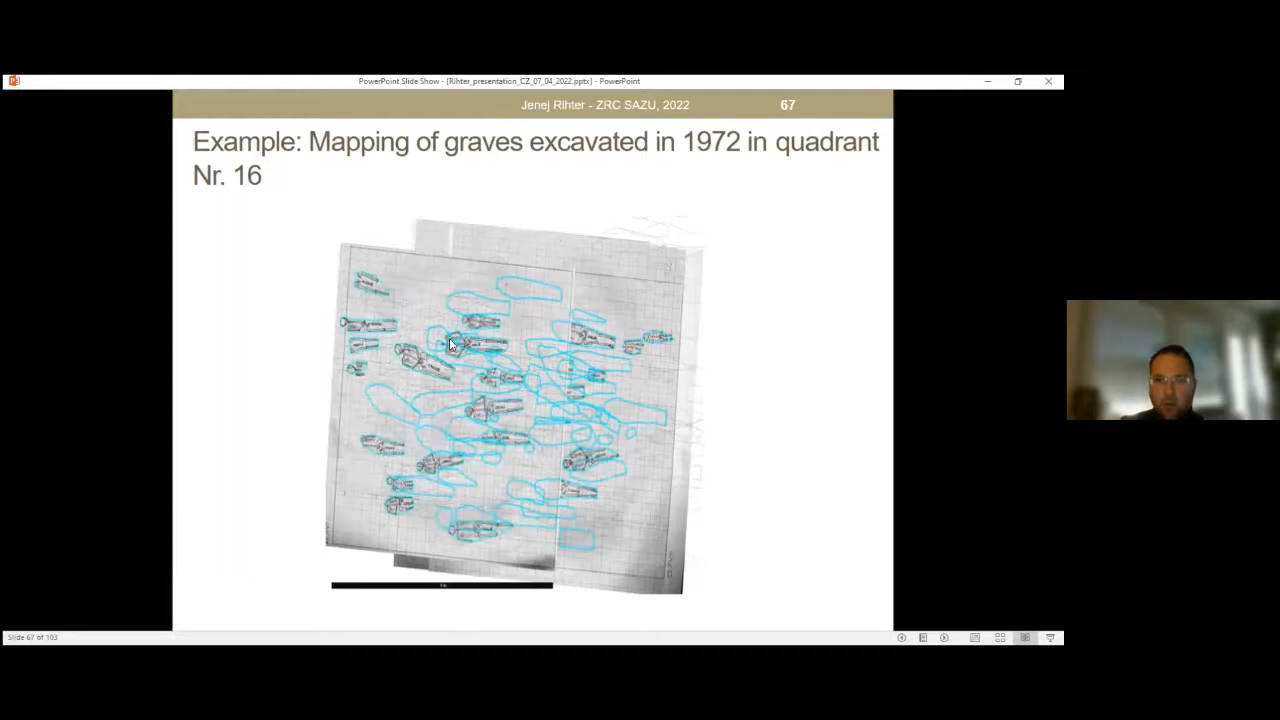 PowerPoint Slide Show - [Rihter_presentation_CZ_07_04_2022.pptx] - PowerPoint
Jenej Rihter - ZRC SAZU, 2022
67
Example: Mapping of graves excavated in 1972 in quadrant
Nr. 16
Slide 67 of 103